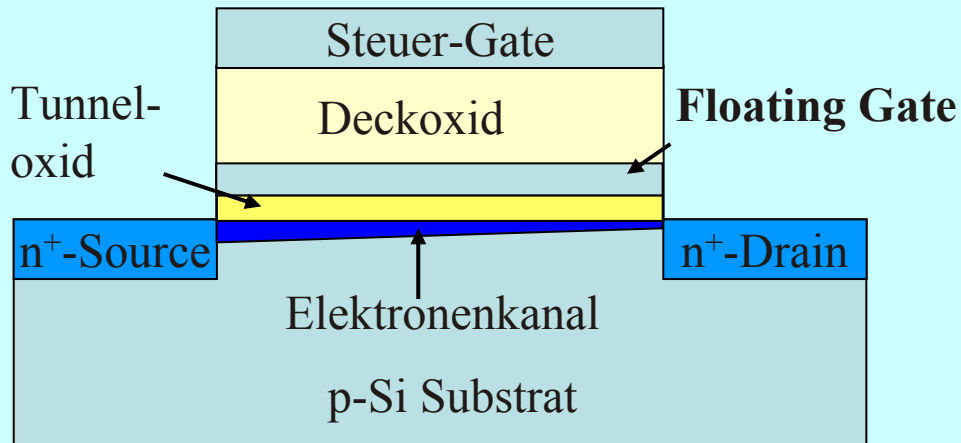 Steuer-Gate
Tunnel-
oxid
Deckoxid
Floating Gate
n⁺-Source
n⁺-Drain
Elektronenkanal
p-Si Substrat